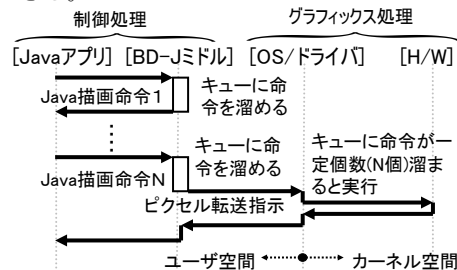 制御処理 グラフィックス処理
[Javaアプリ] [BD-Jミドル] [OS/ドライバ] [H/W]
Java描画命令1
キューに命
令を溜める
Java描画命令N
キューに命
令を溜める
キューに命令が一
定個数(N個)溜ま
ると実行
ピクセル転送指示
ユーザ空間 カーネル空間